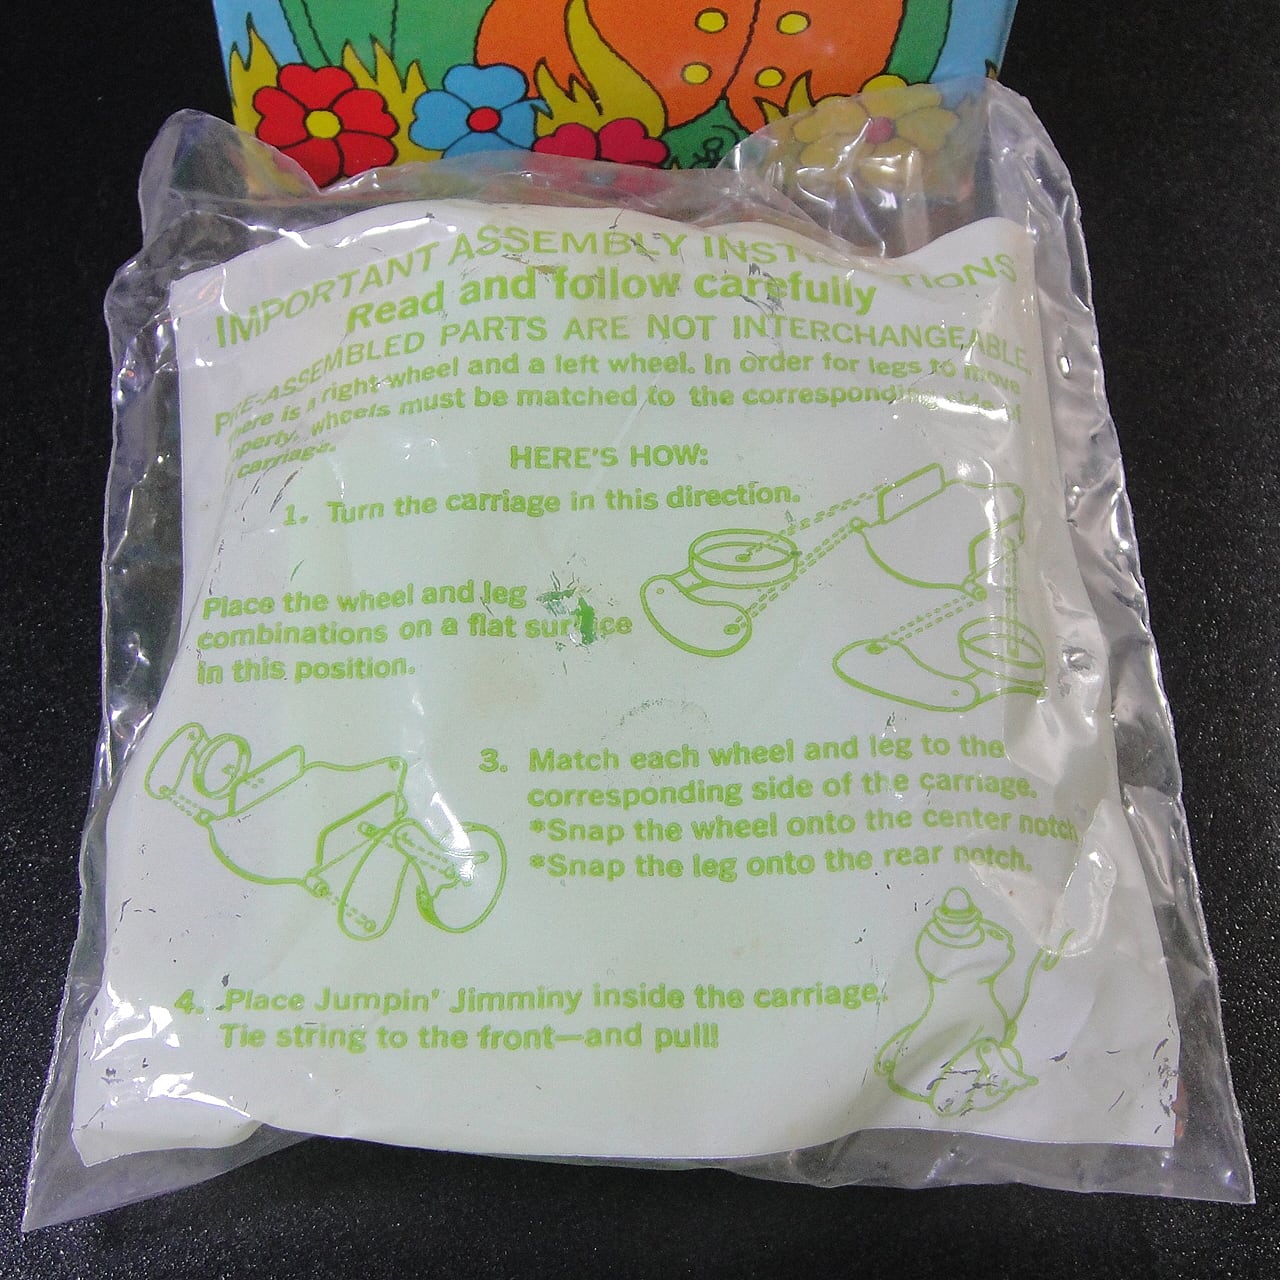 IMPORTANT ASSEMBLY INSTRUCTIONS
Read and follow carefully
PRE-ASSEMBLED PARTS ARE NOT INTERCHANGEABLE.
There is a right wheel and a left wheel. In order for legs to move
properly, wheels must be matched to the corresponding side of
carriage.
HERE'S HOW:
1. Turn the carriage in this direction.
Place the wheel and leg
combinations on a flat surface
in this position.
3. Match each wheel and leg to the
corresponding side of the carriage.
*Snap the wheel onto the center notch.
*Snap the leg onto the rear notch.
4. Place Jumpin' Jimminy inside the carriage.
Tie string to the front—and pull!